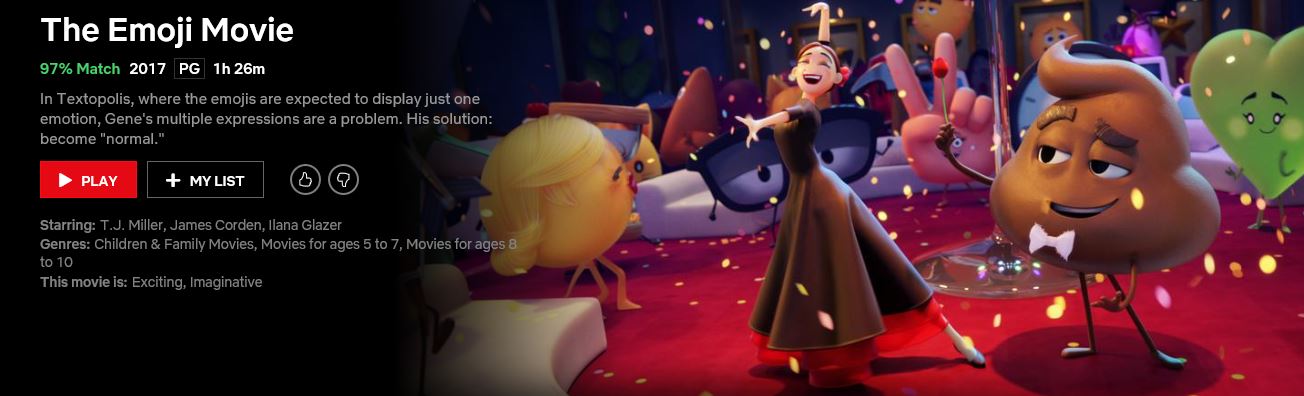 The Emoji Movie
97% Match 2017 PG 1h 26m
In Textopolis, where the emojis are expected to display just one
emotion, Gene's multiple expressions are a problem. His solution:
become "normal."
PLAY MY LIST
Starring: T.J. Miller, James Corden, Ilana Glazer
Genres: Children & Family Movies, Movies for ages 5 to 7, Movies for ages 8
to 10
This movie is: Exciting, Imaginative